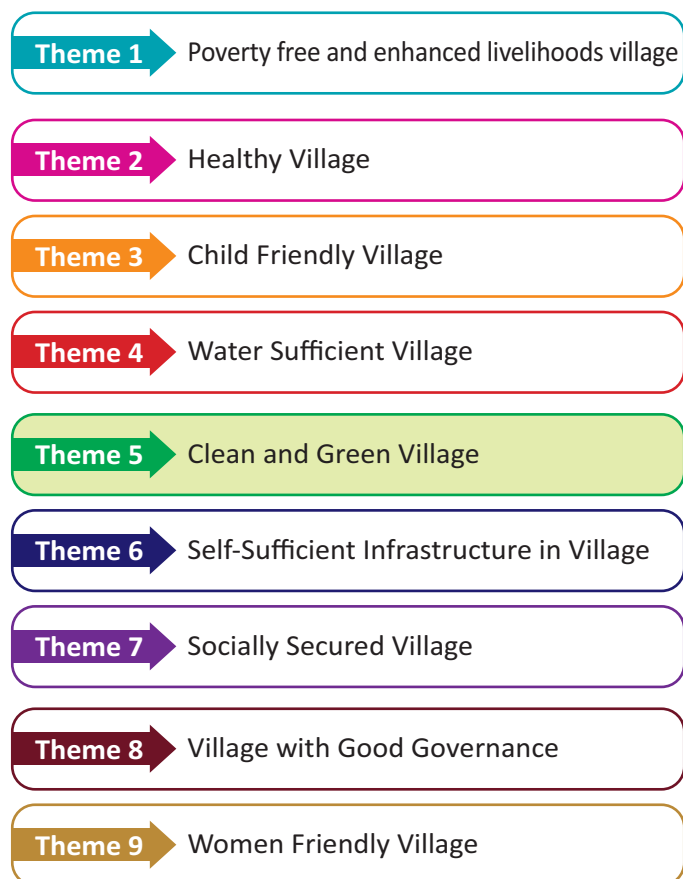 Theme 1 Poverty free and enhanced livelihoods village
Theme 2 Healthy Village
Theme 3 Child Friendly Village
Theme 4 Water Sufficient Village
Theme 5 Clean and Green Village
Theme 6 Self-Sufficient Infrastructure in Village
Theme 7 Socially Secured Village
Theme 8 Village with Good Governance
Theme 9 Women Friendly Village